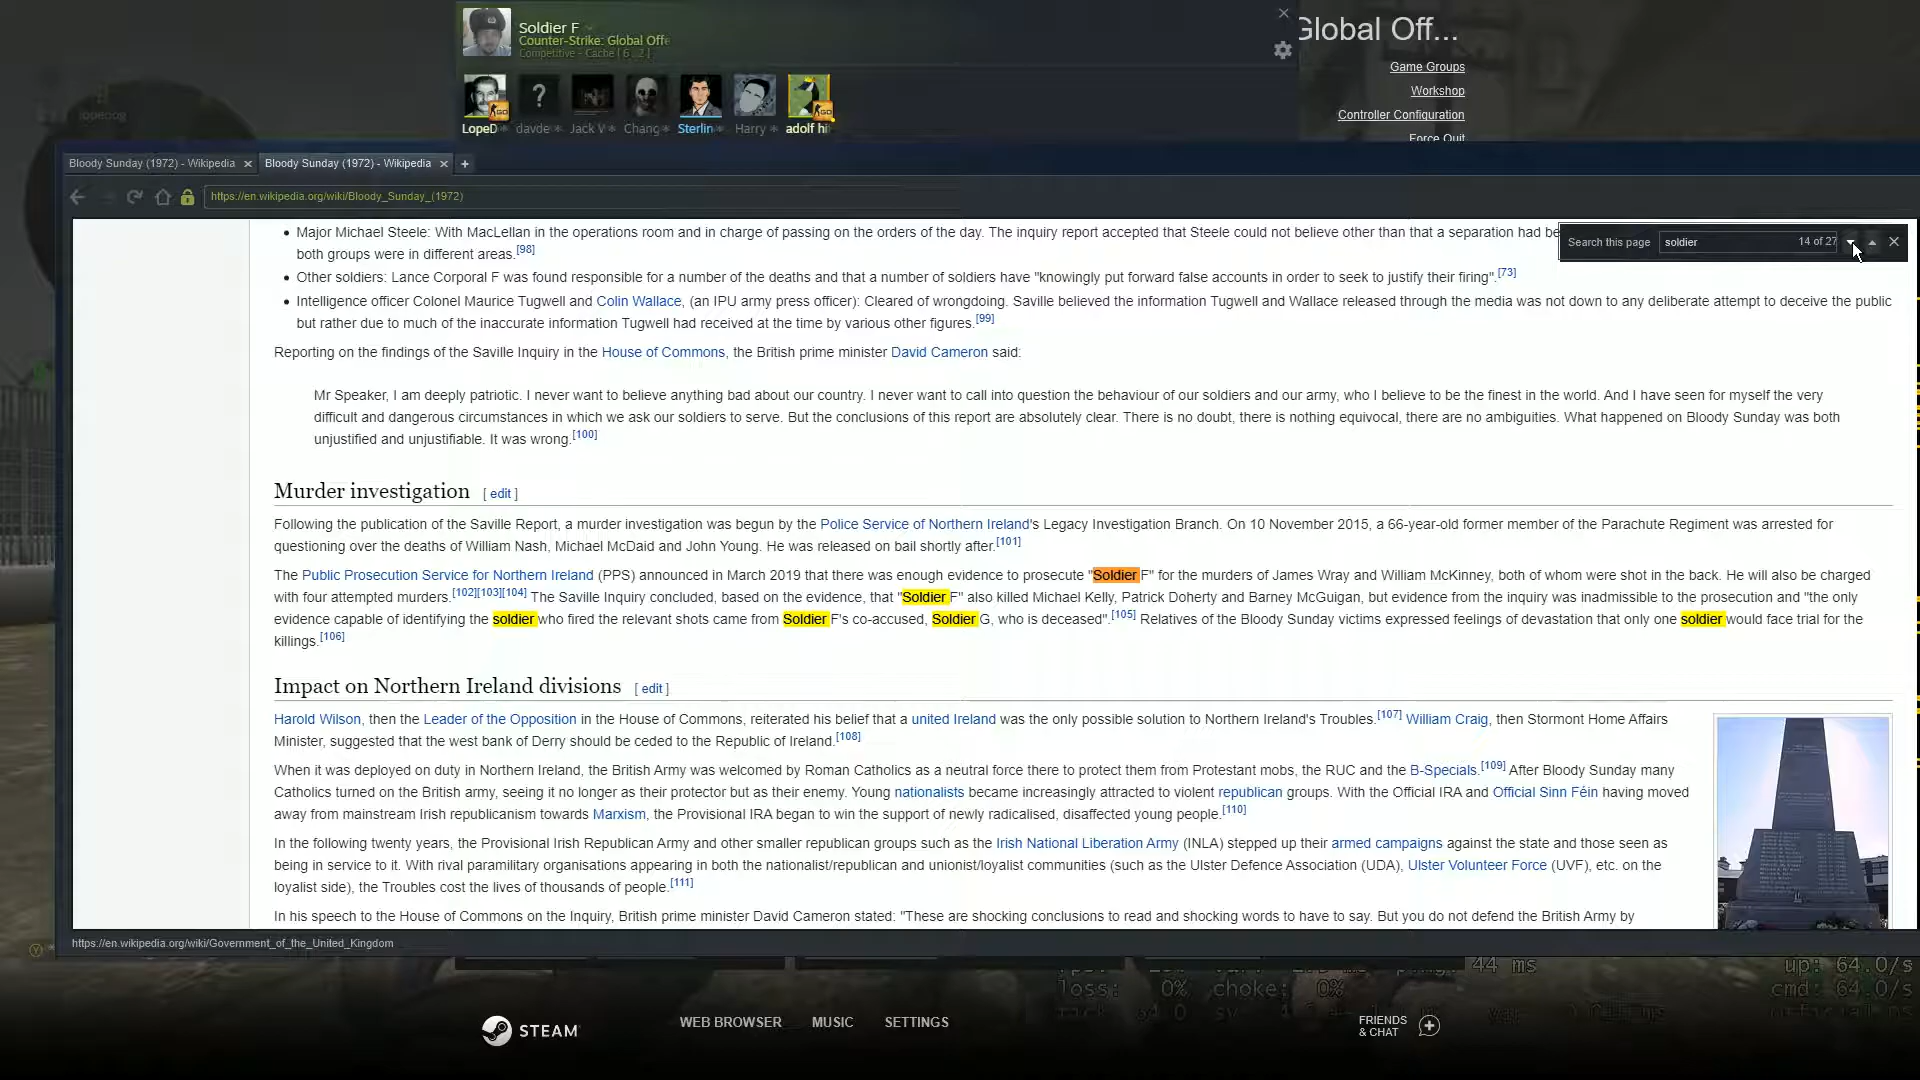 Soldier F
Counter-Strike: Global Offe
Competitive - Cache [ 6 : 2 ]
Global Off...
Game Groups
Workshop
Controller Configuration
Force Quit
LopeD davde Jack V Chang Sterlin Harry adolf hi
Bloody Sunday (1972) - Wikipedia Bloody Sunday (1972) - Wikipedia
https://en.wikipedia.org/wiki/Bloody_Sunday_(1972)
Search this page soldier 14 of 27
Major Michael Steele: With MacLellan in the operations room and in charge of passing on the orders of the day. The inquiry report accepted that Steele could not believe other than that a separation had be
both groups were in different areas.[98]
Other soldiers: Lance Corporal F was found responsible for a number of the deaths and that a number of soldiers have "knowingly put forward false accounts in order to seek to justify their firing".[73]
Intelligence officer Colonel Maurice Tugwell and Colin Wallace, (an IPU army press officer): Cleared of wrongdoing. Saville believed the information Tugwell and Wallace released through the media was not down to any deliberate attempt to deceive the public
but rather due to much of the inaccurate information Tugwell had received at the time by various other figures.[99]
Reporting on the findings of the Saville Inquiry in the House of Commons, the British prime minister David Cameron said:
Mr Speaker, I am deeply patriotic. I never want to believe anything bad about our country. I never want to call into question the behaviour of our soldiers and our army, who I believe to be the finest in the world. And I have seen for myself the very
difficult and dangerous circumstances in which we ask our soldiers to serve. But the conclusions of this report are absolutely clear. There is no doubt, there is nothing equivocal, there are no ambiguities. What happened on Bloody Sunday was both
unjustified and unjustifiable. It was wrong.[100]
Murder investigation [ edit ]
Following the publication of the Saville Report, a murder investigation was begun by the Police Service of Northern Ireland's Legacy Investigation Branch. On 10 November 2015, a 66-year-old former member of the Parachute Regiment was arrested for
questioning over the deaths of William Nash, Michael McDaid and John Young. He was released on bail shortly after.[101]
The Public Prosecution Service for Northern Ireland (PPS) announced in March 2019 that there was enough evidence to prosecute "Soldier F" for the murders of James Wray and William McKinney, both of whom were shot in the back. He will also be charged
with four attempted murders.[102][103][104] The Saville Inquiry concluded, based on the evidence, that "Soldier F" also killed Michael Kelly, Patrick Doherty and Barney McGuigan, but evidence from the inquiry was inadmissible to the prosecution and "the only
evidence capable of identifying the soldier who fired the relevant shots came from Soldier F's co-accused, Soldier G, who is deceased".[105] Relatives of the Bloody Sunday victims expressed feelings of devastation that only one soldier would face trial for the
killings.[106]
Impact on Northern Ireland divisions [ edit ]
Harold Wilson, then the Leader of the Opposition in the House of Commons, reiterated his belief that a united Ireland was the only possible solution to Northern Ireland's Troubles.[107] William Craig, then Stormont Home Affairs
Minister, suggested that the west bank of Derry should be ceded to the Republic of Ireland.[108]
When it was deployed on duty in Northern Ireland, the British Army was welcomed by Roman Catholics as a neutral force there to protect them from Protestant mobs, the RUC and the B-Specials.[109] After Bloody Sunday many
Catholics turned on the British army, seeing it no longer as their protector but as their enemy. Young nationalists became increasingly attracted to violent republican groups. With the Official IRA and Official Sinn Féin having moved
away from mainstream Irish republicanism towards Marxism, the Provisional IRA began to win the support of newly radicalised, disaffected young people.[110]
In the following twenty years, the Provisional Irish Republican Army and other smaller republican groups such as the Irish National Liberation Army (INLA) stepped up their armed campaigns against the state and those seen as
being in service to it. With rival paramilitary organisations appearing in both the nationalist/republican and unionist/loyalist communities (such as the Ulster Defence Association (UDA), Ulster Volunteer Force (UVF), etc. on the
loyalist side), the Troubles cost the lives of thousands of people.[111]
In his speech to the House of Commons on the Inquiry, British prime minister David Cameron stated: "These are shocking conclusions to read and shocking words to have to say. But you do not defend the British Army by
https://en.wikipedia.org/wiki/Government_of_the_United_Kingdom
44 ms up: 64.0/s
loss: 0% choke: 0% cmd: 64.0/s
STEAM WEB BROWSER MUSIC SETTINGS FRIENDS
& CHAT